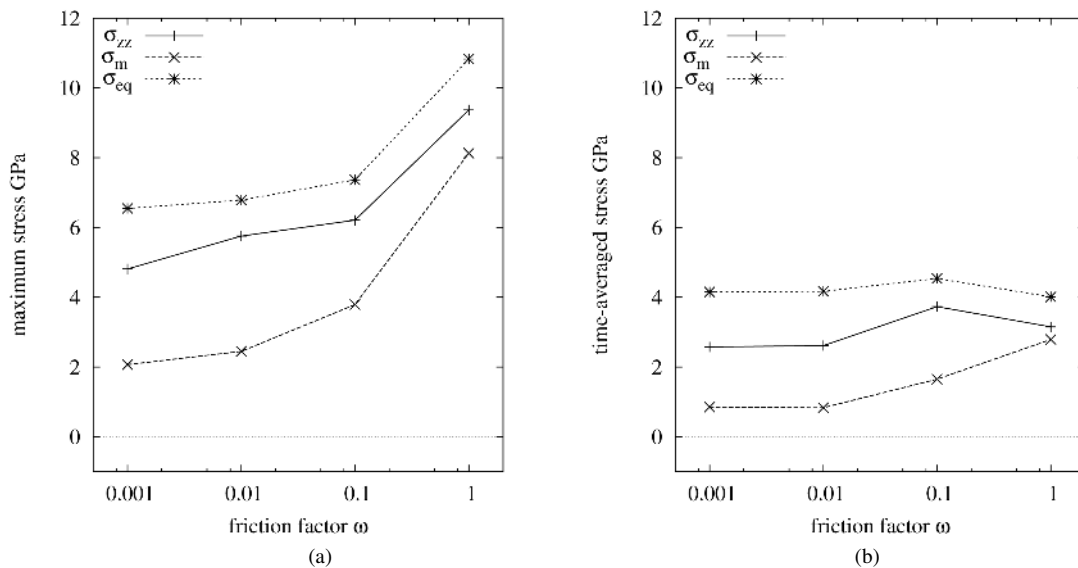 12
10
8
6
4
2
0
maximum stress GPa
σzz
σm
σeq
0.001 0.01 0.1 1
friction factor ω
(a)
12
10
8
6
4
2
0
time-averaged stress GPa
σzz
σm
σeq
0.001 0.01 0.1 1
friction factor ω
(b)